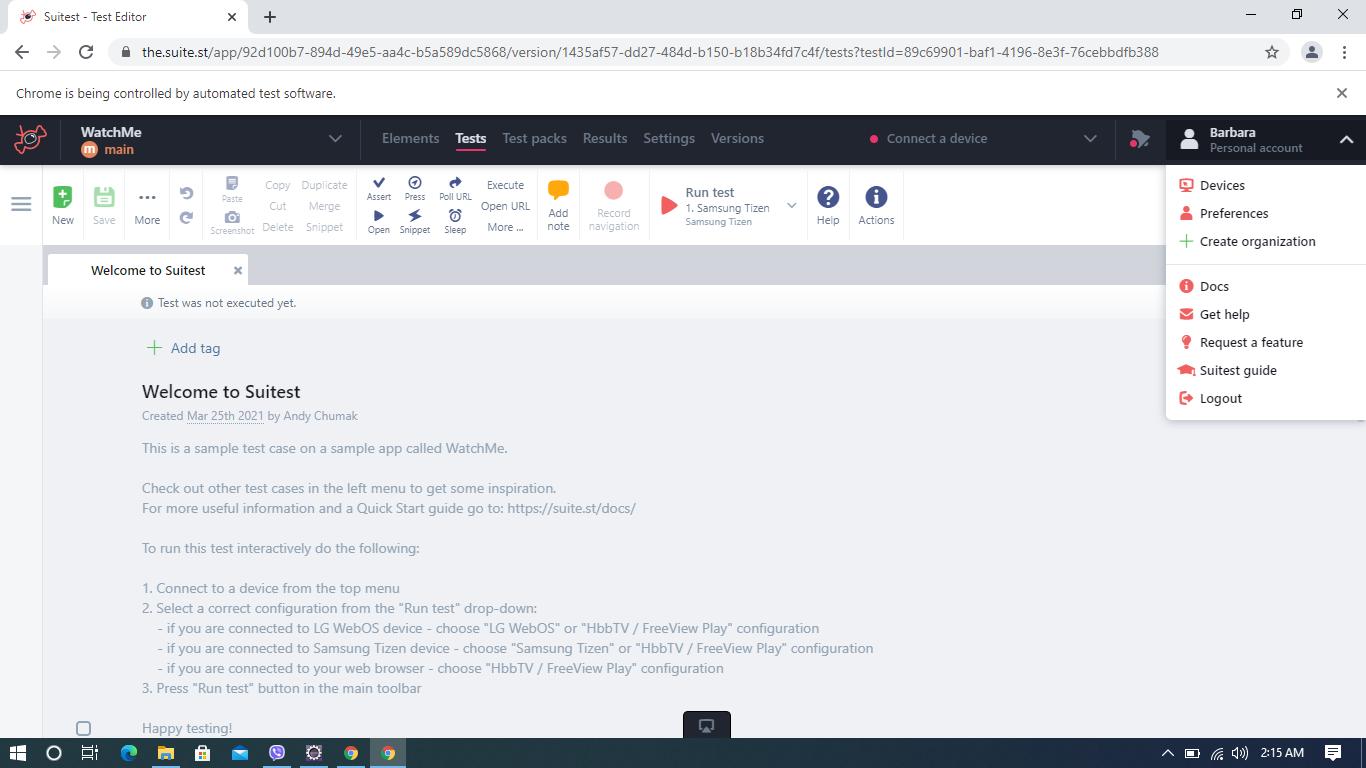 Suitest - Test Editor
the.suite.st/app/92d100b7-894d-49e5-aa4c-b5a589dc5868/version/1435af57-dd27-484d-b150-b18b34fd7c4f/tests?testId=89c69901-baf1-4196-8e3f-76cebbdfb388
Chrome is being controlled by automated test software.
WatchMe
m main
Elements Tests Test packs Results Settings Versions
Connect a device
Barbara
Personal account
New
Save
More
Paste
Screenshot
Copy Duplicate
Cut Merge
Delete Snippet
Assert Press Poll URL Execute
Open URL
Open Snippet Sleep More ...
Add note
Record navigation
Run test
1. Samsung Tizen
Samsung Tizen
Help
Actions
Devices
Preferences
Create organization
Docs
Get help
Request a feature
Suitest guide
Logout
Welcome to Suitest
Test was not executed yet.
Add tag
Welcome to Suitest
Created Mar 25th 2021 by Andy Chumak
This is a sample test case on a sample app called WatchMe.
Check out other test cases in the left menu to get some inspiration.
For more useful information and a Quick Start guide go to: https://suite.st/docs/
To run this test interactively do the following:
1. Connect to a device from the top menu
2. Select a correct configuration from the "Run test" drop-down:
- if you are connected to LG WebOS device - choose "LG WebOS" or "HbbTV / FreeView Play" configuration
- if you are connected to Samsung Tizen device - choose "Samsung Tizen" or "HbbTV / FreeView Play" configuration
- if you are connected to your web browser - choose "HbbTV / FreeView Play" configuration
3. Press "Run test" button in the main toolbar
Happy testing!
2:15 AM